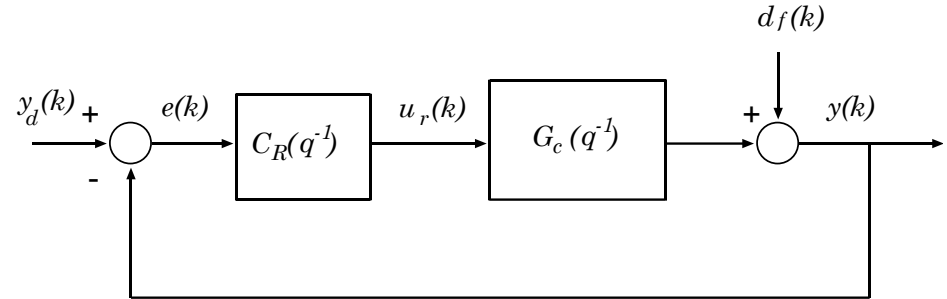 d_f(k)
y_d(k)
+
e(k)
C_R(q^{-1})
u_r(k)
G_c(q^{-1})
+
y(k)
-